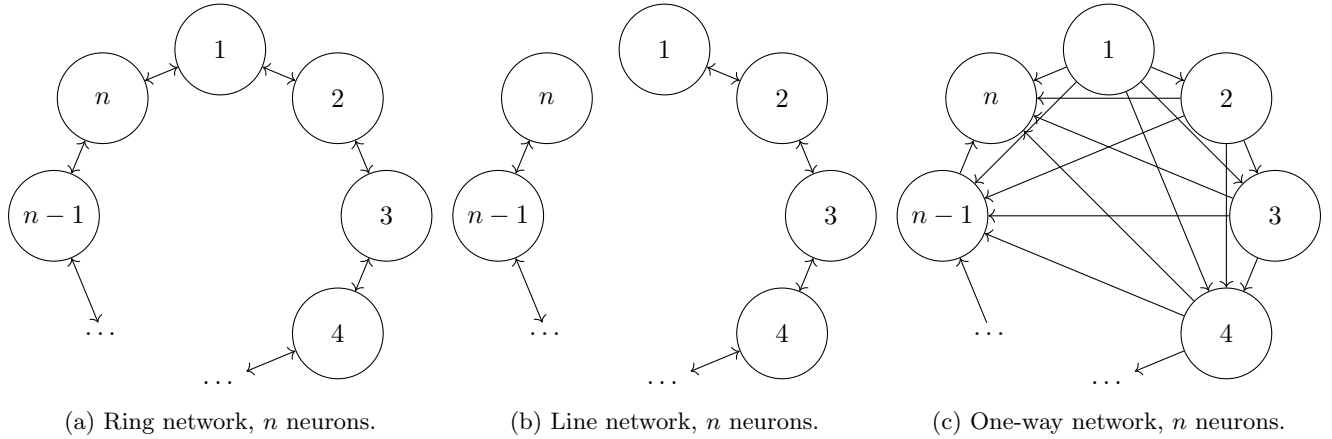 1
n
2
n − 1
3
4
...
...
(a) Ring network, n neurons.
1
n
2
n − 1
3
4
...
...
(b) Line network, n neurons.
1
n
2
n − 1
3
4
...
...
(c) One-way network, n neurons.